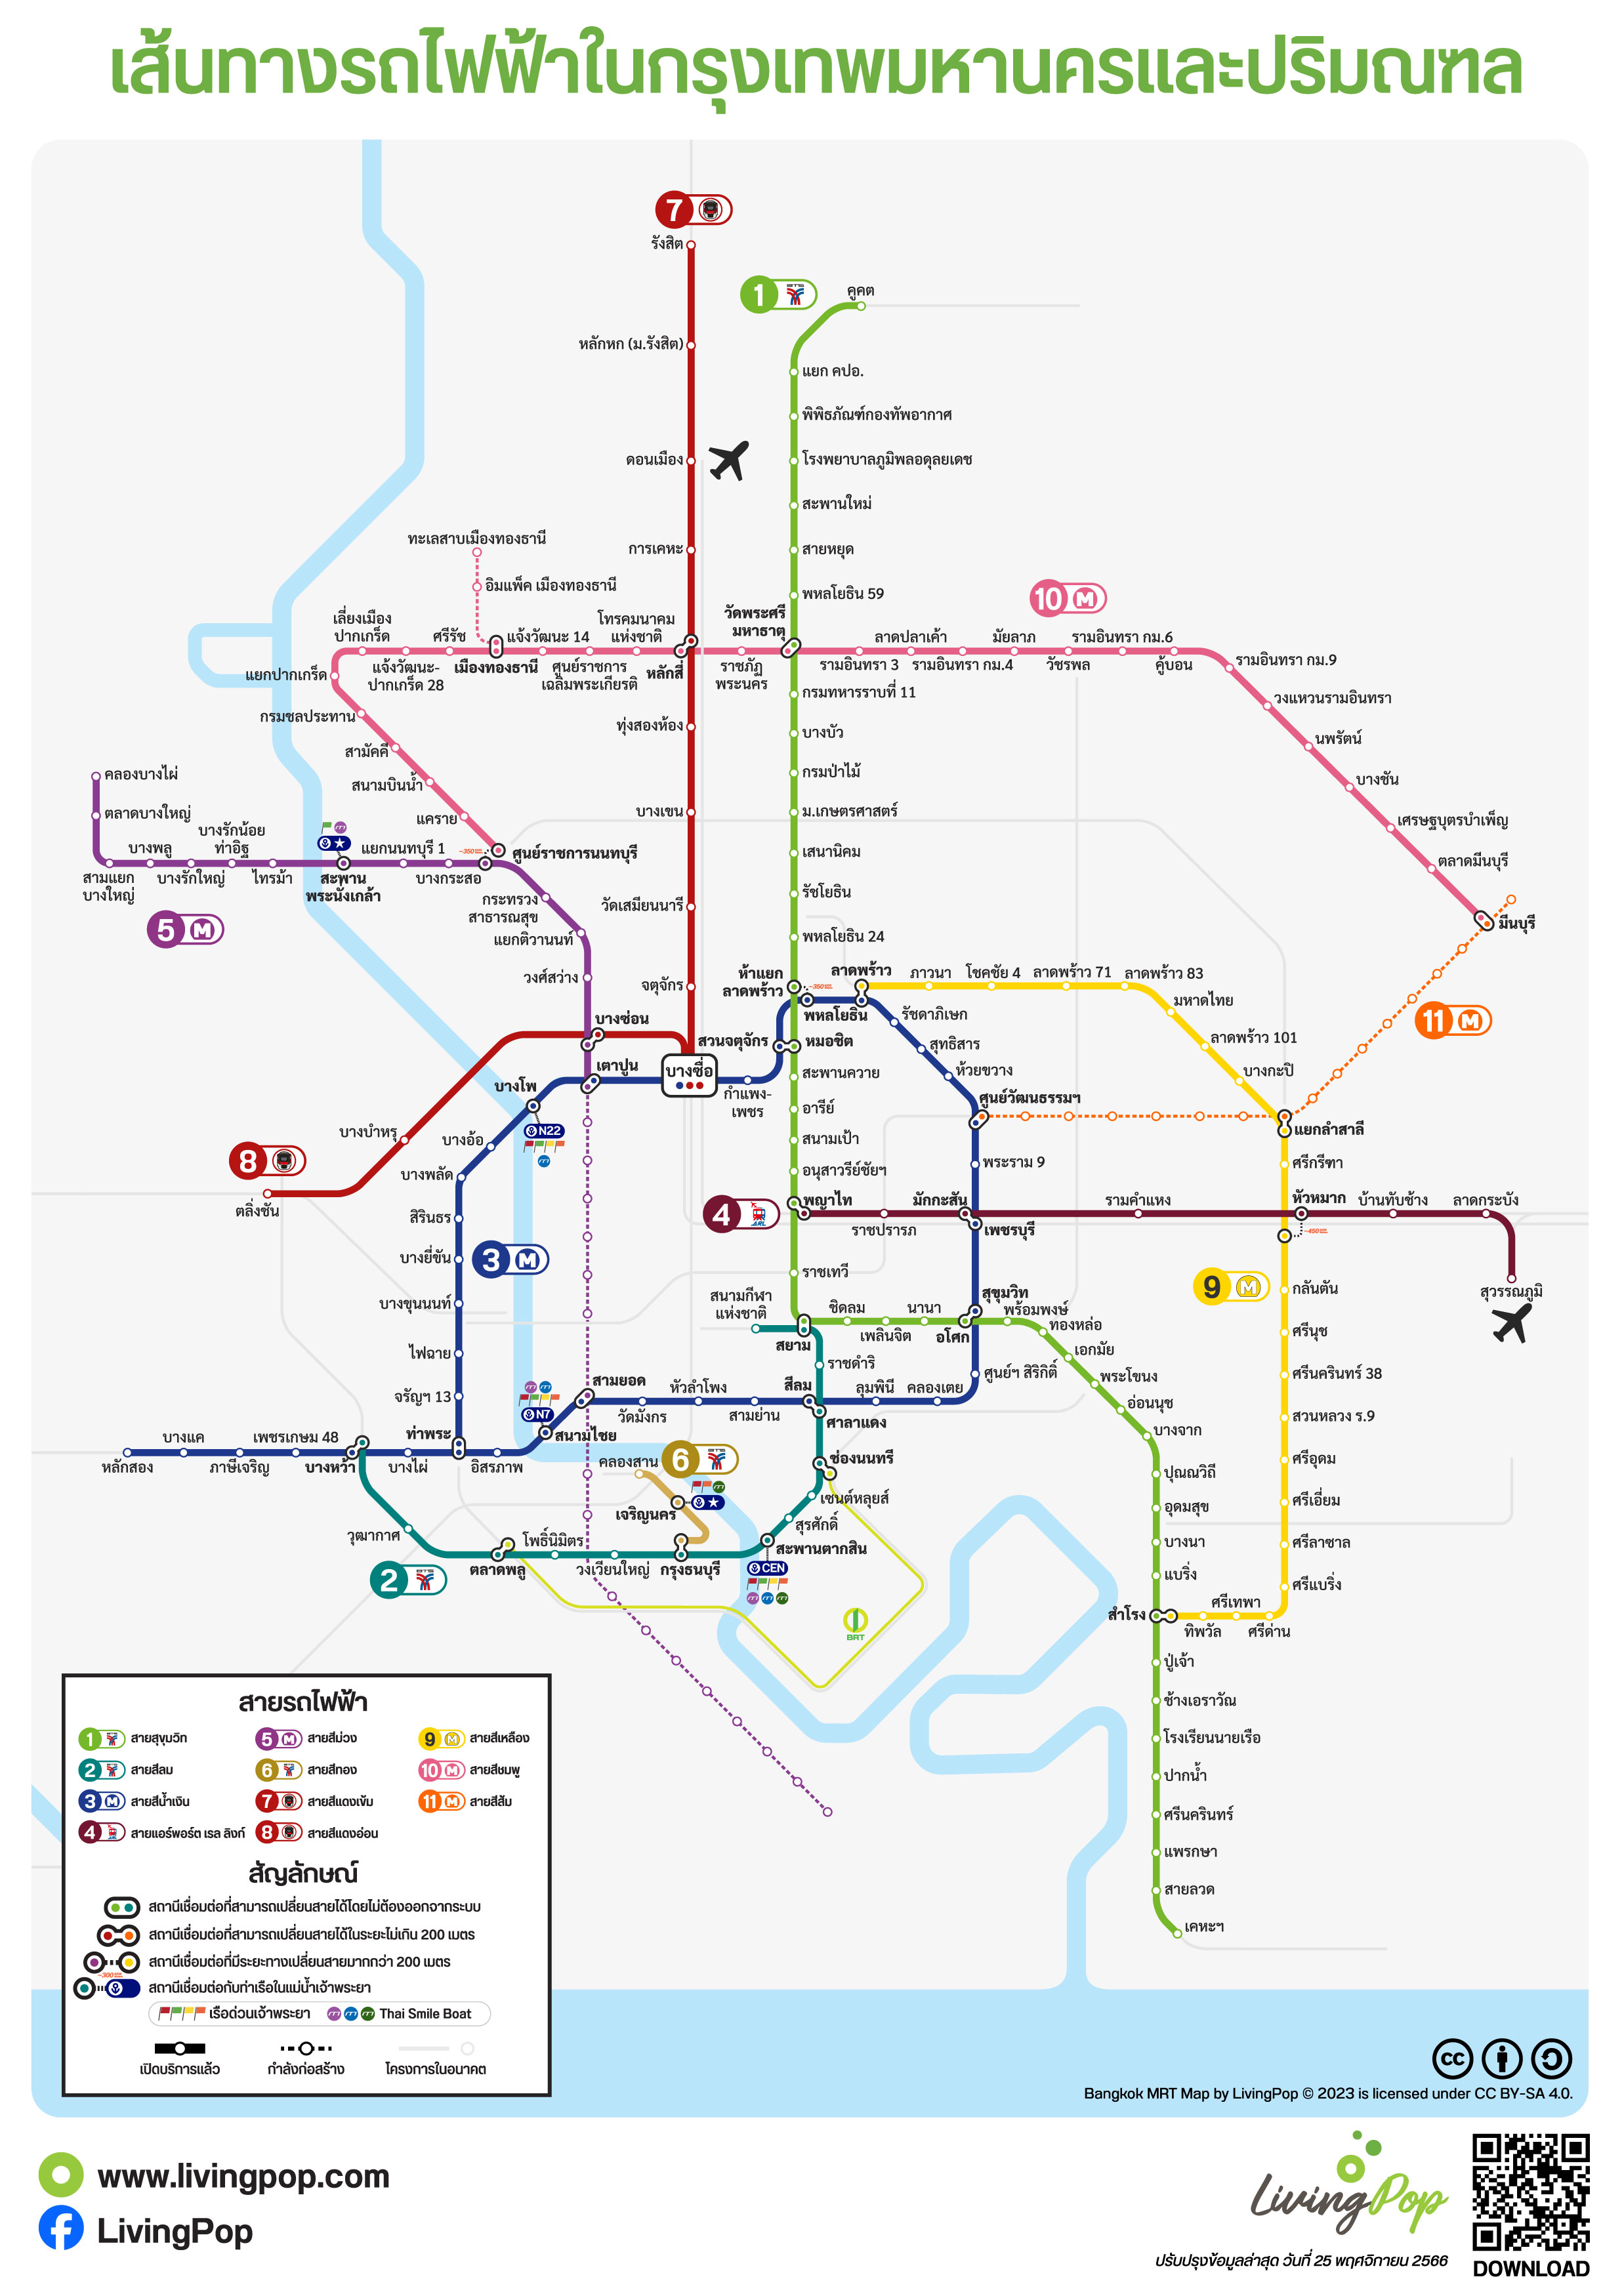 เส้นทางรถไฟฟ้าในกรุงเทพมหานครและปริมณฑล
7
รังสิต
หลักหก (ม.รังสิต)
ดอนเมือง
การเคหะ
ทุ่งสองห้อง
บางเขน
วัดเสมียนนารี
จตุจักร
1
BTS
คูคต
แยก คปอ.
พิพิธภัณฑ์กองทัพอากาศ
โรงพยาบาลภูมิพลอดุลยเดช
สะพานใหม่
สายหยุด
พหลโยธิน 59
วัดพระศรี
มหาธาตุ
กรมทหารราบที่ 11
บางบัว
กรมป่าไม้
ม.เกษตรศาสตร์
เสนานิคม
รัชโยธิน
พหลโยธิน 24
ห้าแยก
ลาดพร้าว
~350
ทะเลสาบเมืองทองธานี
อิมแพ็ค เมืองทองธานี
เลี่ยงเมือง
ปากเกร็ด
ศรีรัช
แจ้งวัฒนะ 14
โทรคมนาคม
แห่งชาติ
แยกปากเกร็ด
แจ้งวัฒนะ-
ปากเกร็ด 28
เมืองทองธานี
ศูนย์ราชการ
เฉลิมพระเกียรติ
หลักสี่
ราชภัฏ
พระนคร
10
รามอินทรา 3
ลาดปลาเค้า
รามอินทรา กม.4
มัยลาภ
วัชรพล
รามอินทรา กม.6
คู้บอน
รามอินทรา กม.9
วงแหวนรามอินทรา
นพรัตน์
บางชัน
เศรษฐบุตรบำเพ็ญ
ตลาดมีนบุรี
มีนบุรี
กรมชลประทาน
สามัคคี
สนามบินน้ำ
แคราย
ศูนย์ราชการนนทบุรี
~350
คลองบางไผ่
ตลาดบางใหญ่
สามแยก
บางใหญ่
บางพลู
บางรักใหญ่
บางรักน้อย
ท่าอิฐ
ไทรม้า
สะพาน
พระนั่งเกล้า
แยกนนทบุรี 1
บางกระสอ
กระทรวง
สาธารณสุข
แยกติวานนท์
วงศ์สว่าง
5
บางซ่อน
เตาปูน
บางซื่อ
บางโพ
N22
บางอ้อ
บางพลัด
สิรินธร
บางยี่ขัน
บางขุนนนท์
ไฟฉาย
จรัญฯ 13
ท่าพระ
3
8
บางบำหรุ
ตลิ่งชัน
กำแพง-
เพชร
สวนจตุจักร
หมอชิต
พหลโยธิน
ลาดพร้าว
ภาวนา
โชคชัย 4
ลาดพร้าว 71
ลาดพร้าว 83
มหาดไทย
ลาดพร้าว 101
บางกะปิ
แยกลำสาลี
11
รัชดาภิเษก
สุทธิสาร
ห้วยขวาง
ศูนย์วัฒนธรรมฯ
พระราม 9
สะพานควาย
อารีย์
สนามเป้า
อนุสาวรีย์ชัยฯ
4
ARL
พญาไท
ราชปรารภ
มักกะสัน
เพชรบุรี
รามคำแหง
ศรีกรีฑา
หัวหมาก
~450
บ้านทับช้าง
ลาดกระบัง
สุวรรณภูมิ
9
กลันตัน
ศรีนุช
ศรีนครินทร์ 38
สวนหลวง ร.9
ศรีอุดม
ศรีเอี่ยม
ศรีลาซาล
ศรีแบริ่ง
ศรีด่าน
ศรีเทพา
ทิพวัล
สำโรง
ราชเทวี
สนามกีฬา
แห่งชาติ
สยาม
ชิดลม
เพลินจิต
นานา
อโศก
สุขุมวิท
พร้อมพงษ์
ทองหล่อ
เอกมัย
พระโขนง
อ่อนนุช
บางจาก
ปุณณวิถี
อุดมสุข
บางนา
แบริ่ง
ปู่เจ้า
ช้างเอราวัณ
โรงเรียนนายเรือ
ปากน้ำ
ศรีนครินทร์
แพรกษา
สายลวด
เคหะฯ
ศูนย์ฯ สิริกิติ์
คลองเตย
ลุมพินี
สีลม
สามย่าน
หัวลำโพง
วัดมังกร
สามยอด
N7
สนามไชย
อิสรภาพ
บางไผ่
บางหว้า
เพชรเกษม 48
ภาษีเจริญ
บางแค
หลักสอง
ราชดำริ
ศาลาแดง
ช่องนนทรี
เซนต์หลุยส์
สุรศักดิ์
สะพานตากสิน
CEN
6
BTS
คลองสาน
เจริญนคร
กรุงธนบุรี
วงเวียนใหญ่
โพธิ์นิมิตร
ตลาดพลู
วุฒากาศ
2
BRT
สายรถไฟฟ้า
1 สายสุขุมวิท
5 สายสีม่วง
9 สายสีเหลือง
2 สายสีลม
6 สายสีทอง
10 สายสีชมพู
3 สายสีน้ำเงิน
7 สายสีแดงเข้ม
11 สายสีส้ม
4 สายแอร์พอร์ต เรล ลิงก์
8 สายสีแดงอ่อน
สัญลักษณ์
สถานีเชื่อมต่อที่สามารถเปลี่ยนสายได้โดยไม่ต้องออกจากระบบ
สถานีเชื่อมต่อที่สามารถเปลี่ยนสายได้ในระยะไม่เกิน 200 เมตร
สถานีเชื่อมต่อที่มีระยะทางเปลี่ยนสายมากกว่า 200 เมตร
~300
สถานีเชื่อมต่อกับท่าเรือในแม่น้ำเจ้าพระยา
เรือด่วนเจ้าพระยา
Thai Smile Boat
เปิดบริการแล้ว
กำลังก่อสร้าง
โครงการในอนาคต
cc
Bangkok MRT Map by LivingPop © 2023 is licensed under CC BY-SA 4.0.
www.livingpop.com
LivingPop
LivingPop
ปรับปรุงข้อมูลล่าสุด วันที่ 25 พฤศจิกายน 2566
DOWNLOAD